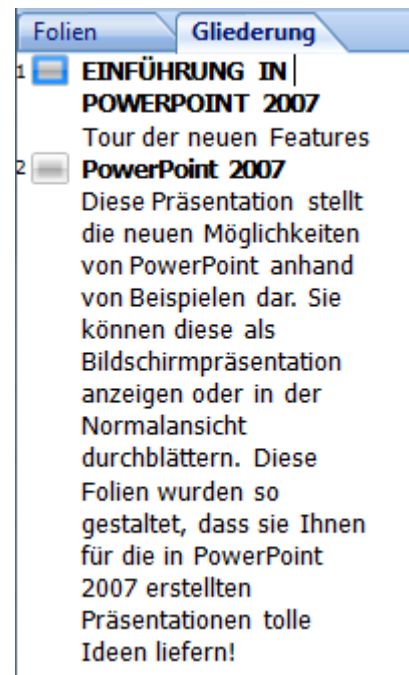 Folien Gliederung
1 EINFÜHRUNG IN
POWERPOINT 2007
Tour der neuen Features
2 PowerPoint 2007
Diese Präsentation stellt
die neuen Möglichkeiten
von PowerPoint anhand
von Beispielen dar. Sie
können diese als
Bildschirmpräsentation
anzeigen oder in der
Normalansicht
durchblättern. Diese
Folien wurden so
gestaltet, dass sie Ihnen
für die in PowerPoint
2007 erstellten
Präsentationen tolle
Ideen liefern!